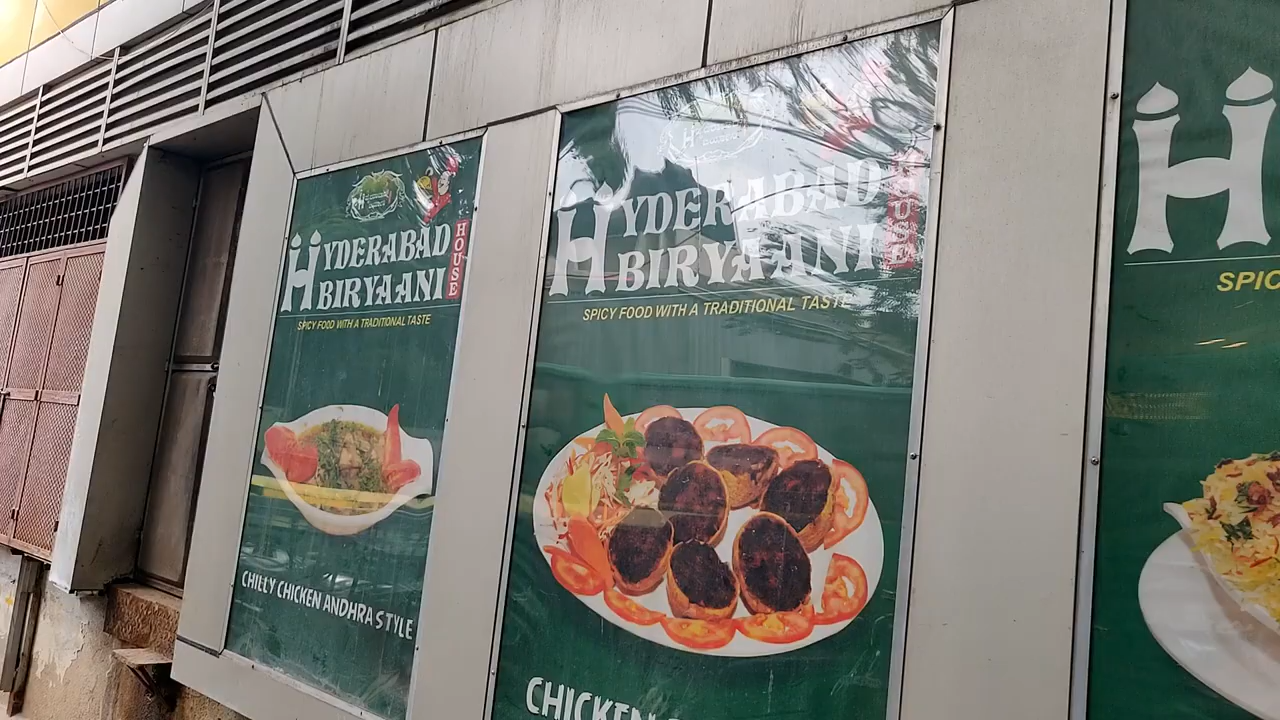 HYDERABAD
BIRYAANI
HOUSE
SPICY FOOD WITH A TRADITIONAL TASTE
CHILLY CHICKEN ANDHRA STYLE
HYDERABAD
BIRYAANI
HOUSE
SPICY FOOD WITH A TRADITIONAL TASTE
CHICKEN
H
SPIC